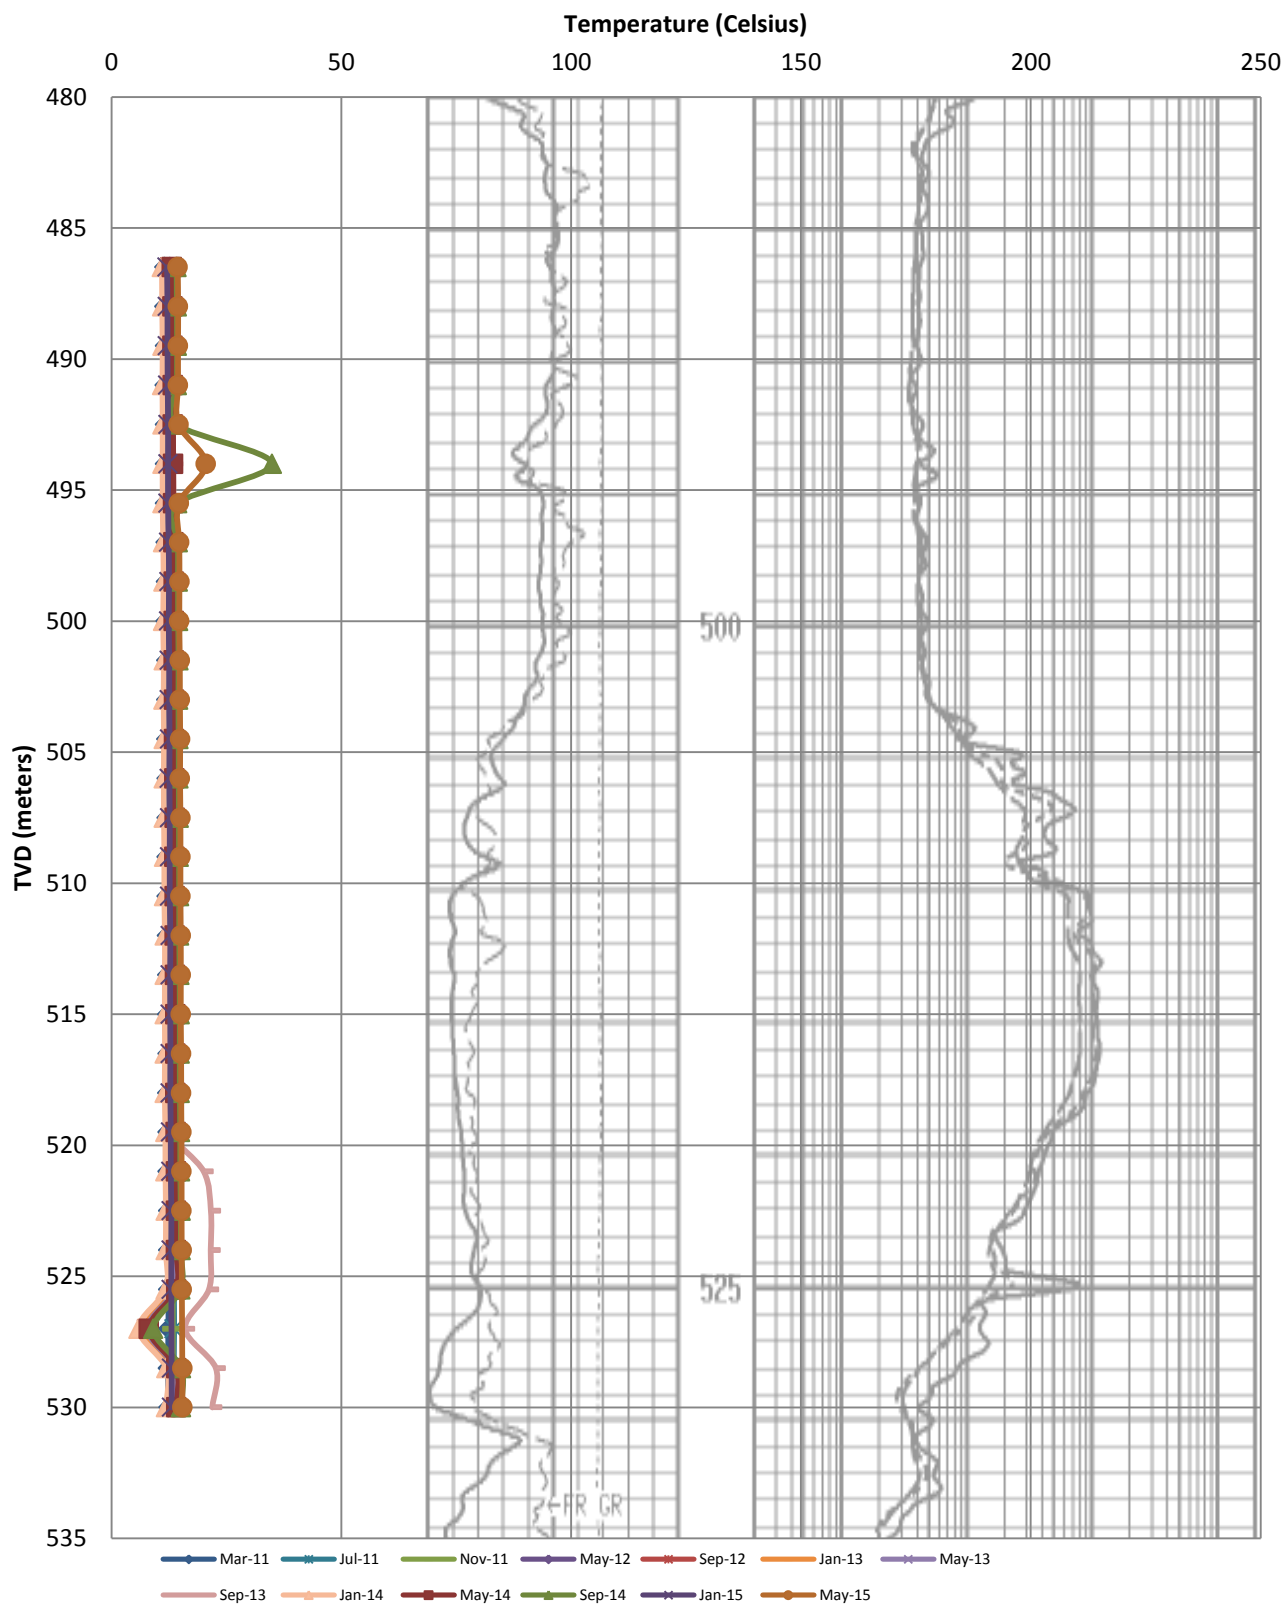 Temperature (Celsius)
0 50 100 150 200 250
480
485
490
495
500
500
TVD (meters)
505
510
515
520
525
525
530
FR GR
535
Mar-11 Jul-11 Nov-11 May-12 Sep-12 Jan-13 May-13
Sep-13 Jan-14 May-14 Sep-14 Jan-15 May-15